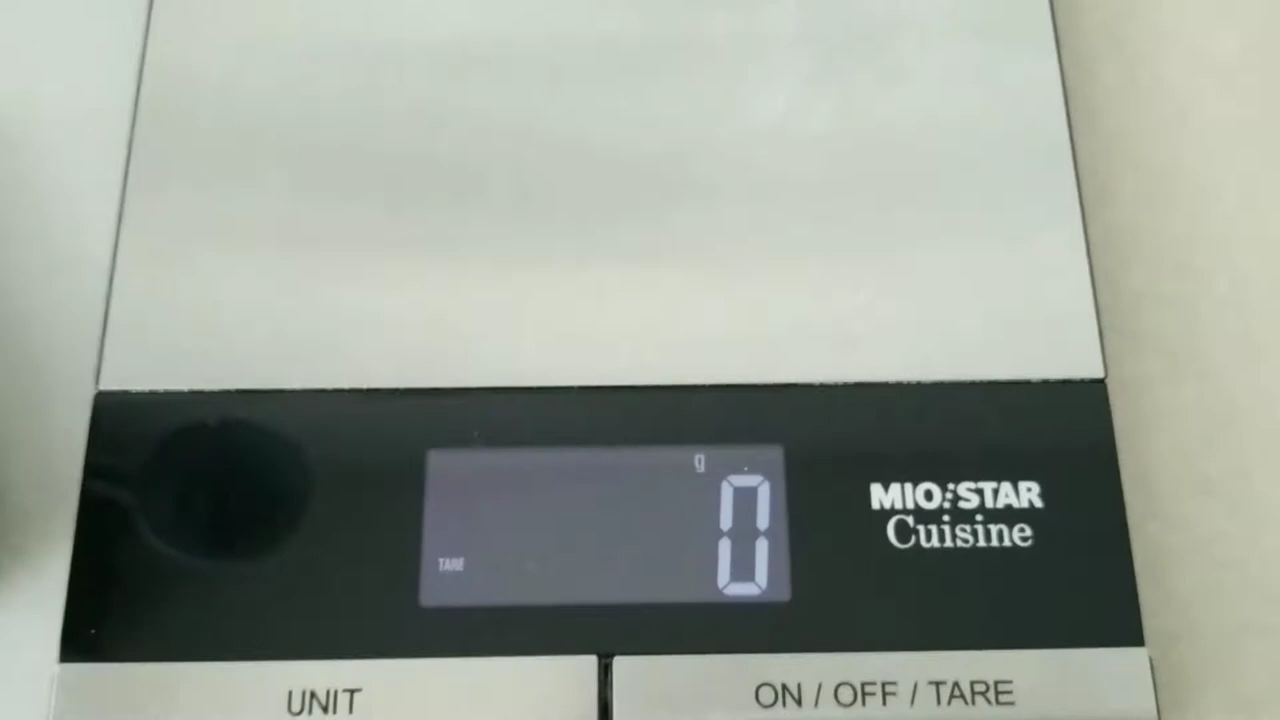 g
0
TARE
MIO STAR
Cuisine
UNIT
ON / OFF / TARE